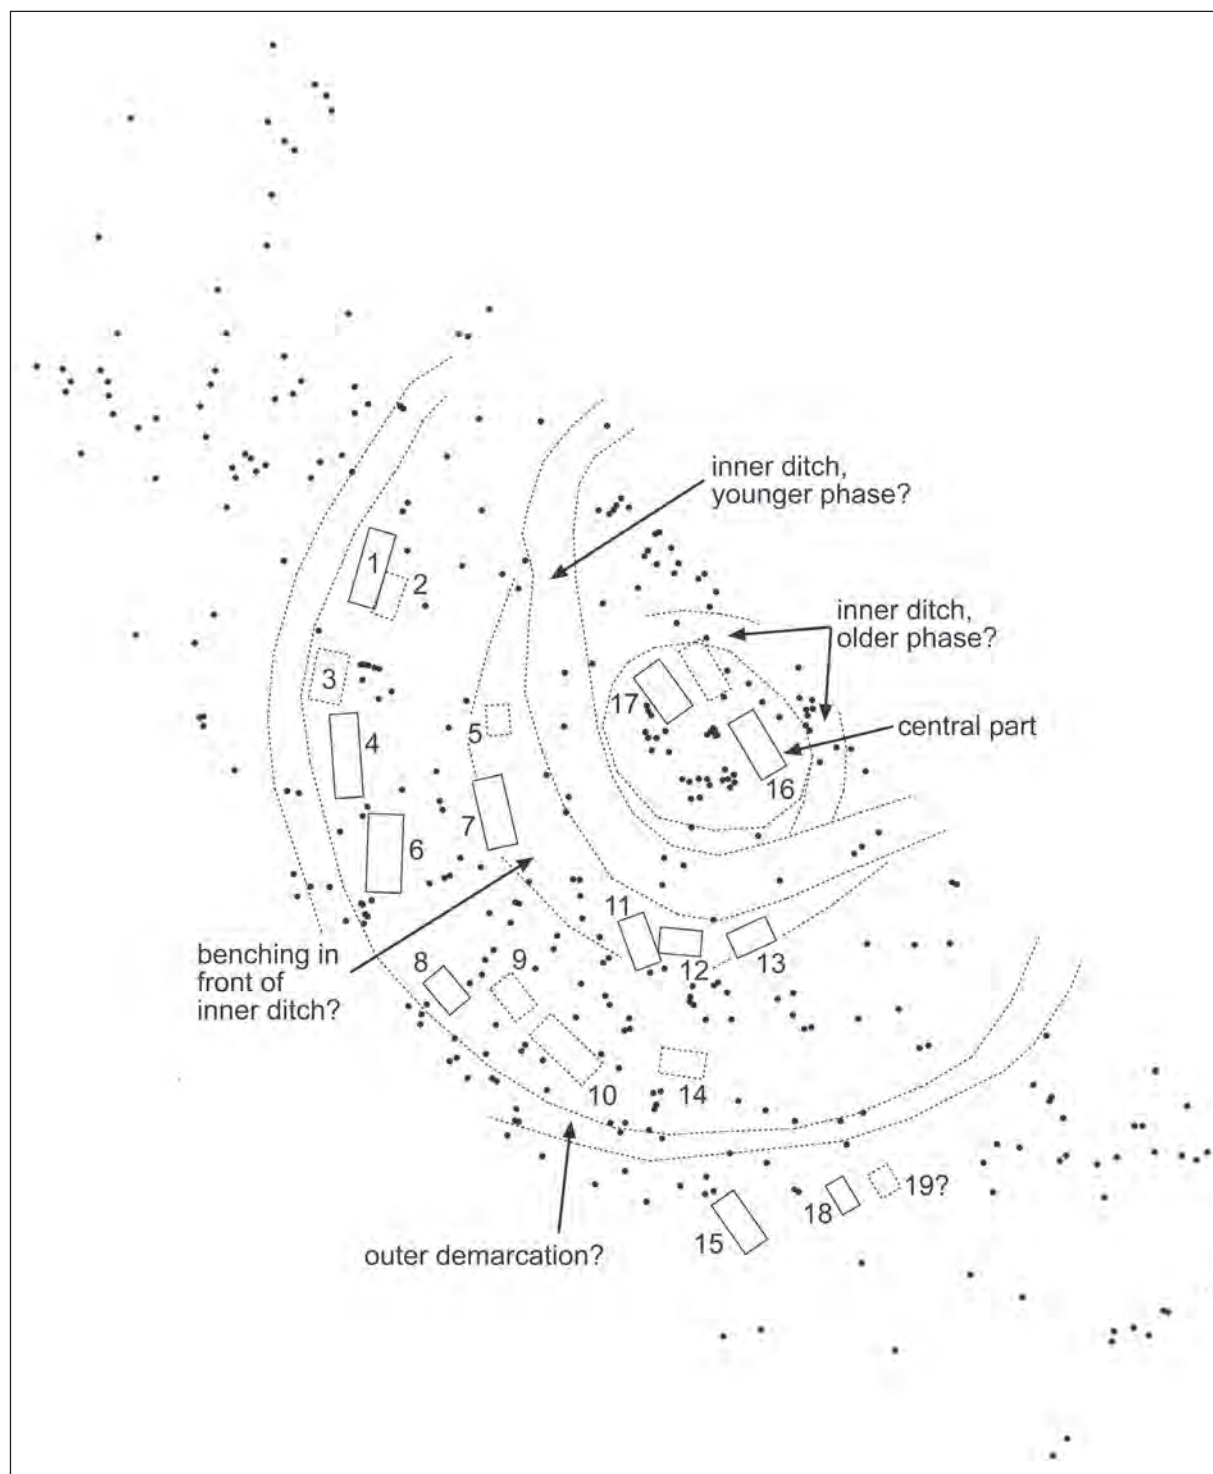 inner ditch,
younger phase?
1
2
inner ditch,
older phase?
3
17
5
central part
4
16
7
6
11
benching in
front of
inner ditch?
8
9
12
13
10
14
19?
18
15
outer demarcation?